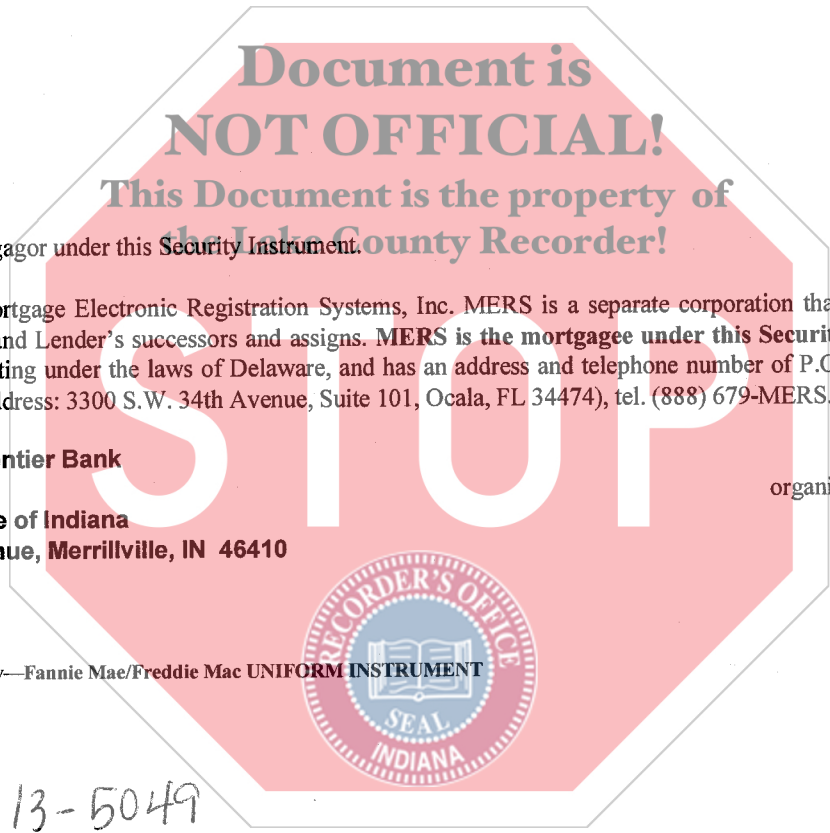 Document is
NOT OFFICIAL!
This Document is the property of
the Lake County Recorder!
gagor under this Security Instrument.
ortgage Electronic Registration Systems, Inc. MERS is a separate corporation tha
nd Lender's successors and assigns. MERS is the mortgagee under this Securit
ting under the laws of Delaware, and has an address and telephone number of P.O
dress: 3300 S.W. 34th Avenue, Suite 101, Ocala, FL 34474), tel. (888) 679-MERS.
STOP
ntier Bank
organi
e of Indiana
nue, Merrillville, IN 46410
RECORDER'S OFFICE
y—Fannie Mae/Freddie Mac UNIFORM INSTRUMENT
SEAL
INDIANA
13-5049